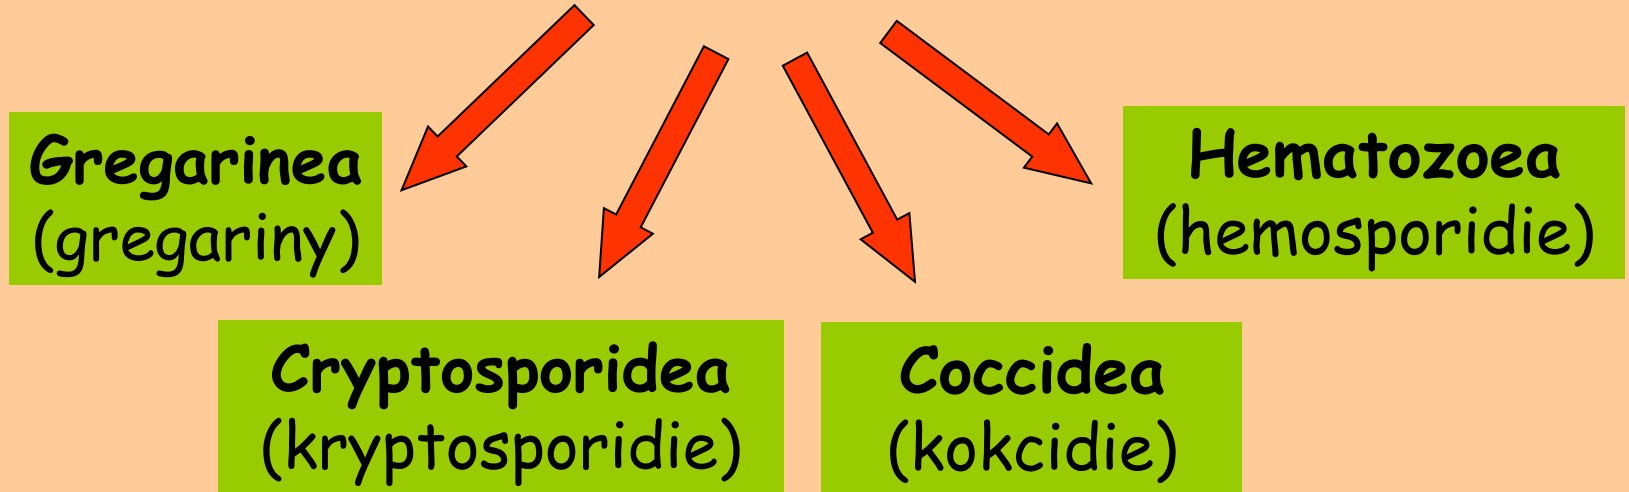 Gregarinea
(gregariny)
Cryptosporidea
(kryptosporidie)
Coccidea
(kokcidie)
Hematozoea
(hemosporidie)